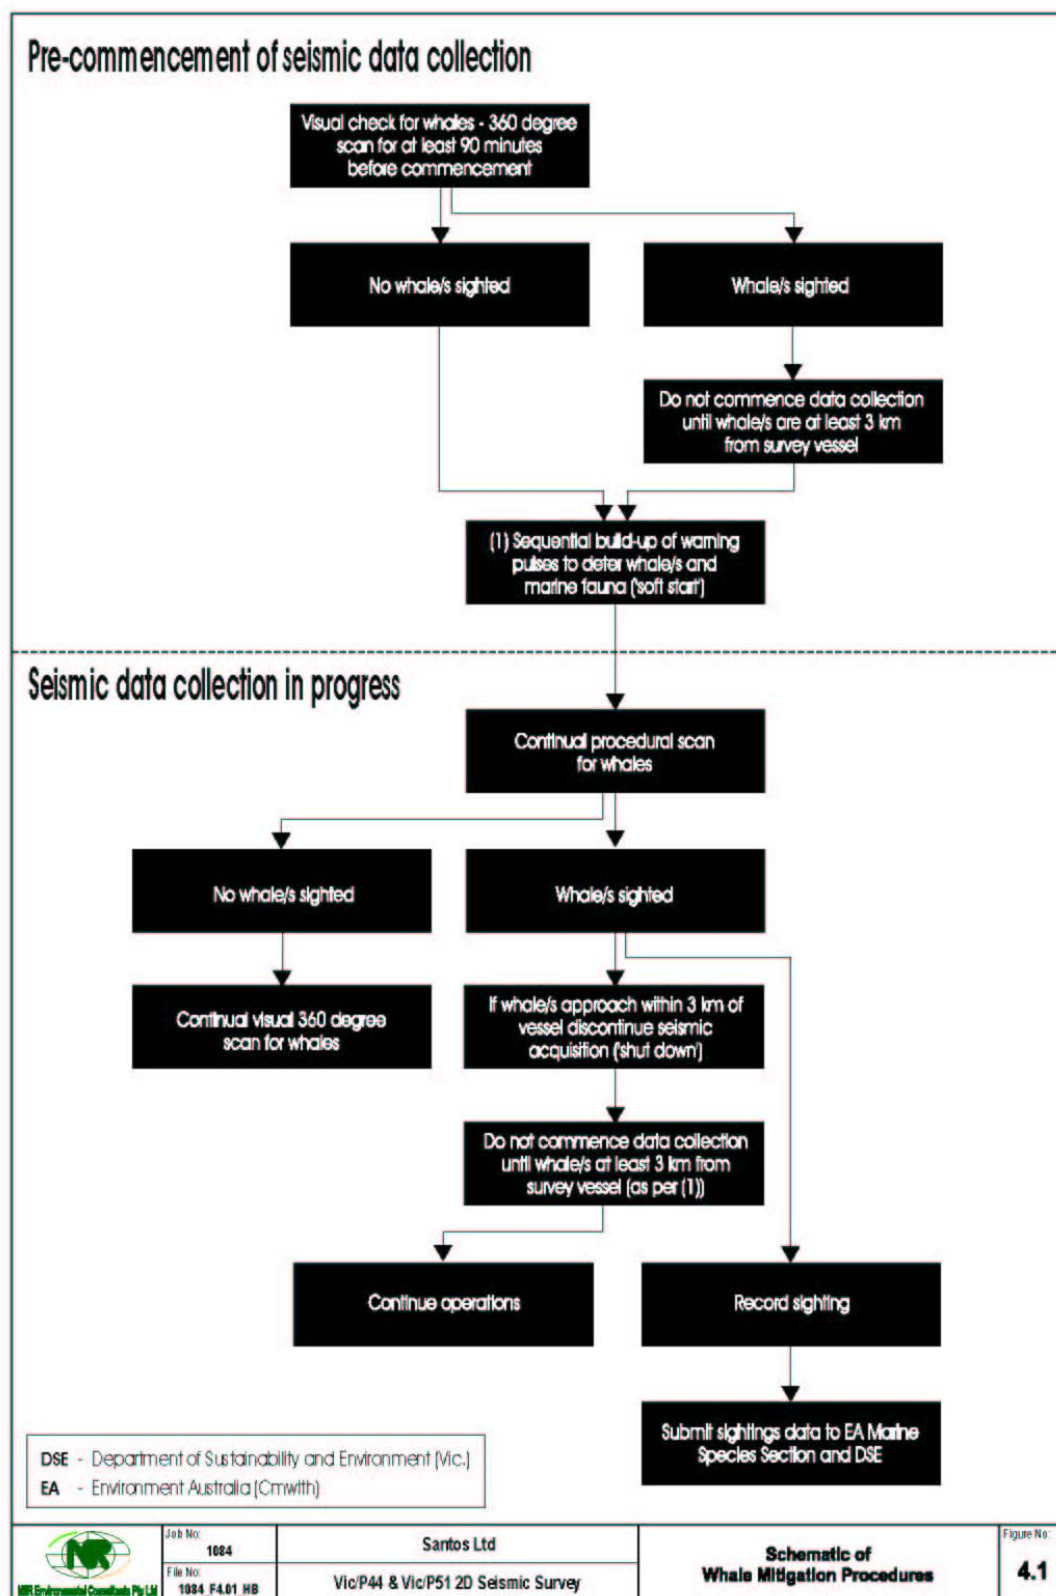 Pre-commencement of seismic data collection
Visual check for whales - 360 degree
scan for at least 90 minutes
before commencement
No whale/s sighted
Whale/s sighted
Do not commence data collection
until whale/s are at least 3 km
from survey vessel
(1) Sequential build-up of warning
pulses to deter whale/s and
marine fauna ('soft start')
Seismic data collection in progress
Continual procedural scan
for whales
No whale/s sighted
Whale/s sighted
Continual visual 360 degree
scan for whales
If whale/s approach within 3 km of
vessel discontinue seismic
acquisition ('shut down')
Do not commence data collection
until whale/s at least 3 km from
survey vessel (as per (1))
Continue operations
Record sighting
Submit sightings data to EA Marine
Species Section and DSE
DSE - Department of Sustainability and Environment (Vic.)
EA - Environment Australia (Cmwlth)
Environmental Consultants Pty Ltd
Job No:
1084
File No:
1084 F4.01 HB
Santos Ltd
Vic/P44 & Vic/P51 2D Seismic Survey
Schematic of
Whale Mitigation Procedures
Figure No:
4.1